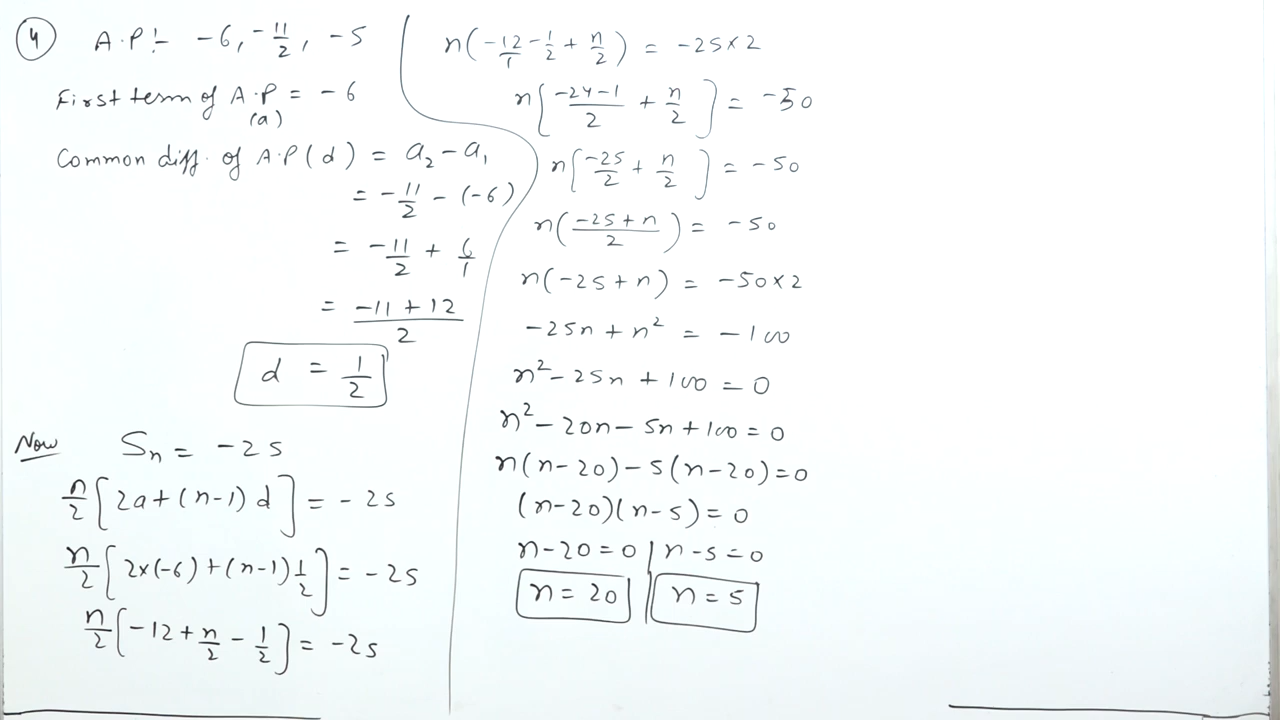 4 A.P:- -6, -11/2, -5
First term of A.P = -6
(a)
Common diff. of A.P (d) = a₂ - a₁
= -11/2 - (-6)
= -11/2 + 6/1
= (-11 + 12)/2
d = 1/2
Now Sₙ = -25
n/2 [2a + (n-1) d] = -25
n/2 [2×(-6) + (n-1) 1/2] = -25
n/2 [-12 + n/2 - 1/2] = -25
n(-12/1 - 1/2 + n/2) = -25×2
n[(-24-1)/2 + n/2] = -50
n[-25/2 + n/2] = -50
n((-25+n)/2) = -50
n(-25+n) = -50×2
-25n + n² = -100
n² - 25n + 100 = 0
n² - 20n - 5n + 100 = 0
n(n-20) - 5(n-20) = 0
(n-20)(n-5) = 0
n-20 = 0 | n-5 = 0
n = 20 | n = 5